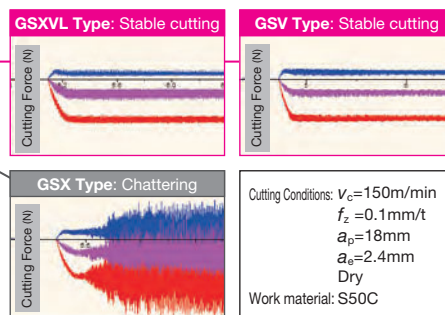 GSXVL Type: Stable cutting
Cutting Force (N)
GSV Type: Stable cutting
Cutting Force (N)
GSX Type: Chattering
Cutting Force (N)
Cutting Conditions: vc=150m/min
fz=0.1mm/t
ap=18mm
ae=2.4mm
Dry
Work material: S50C